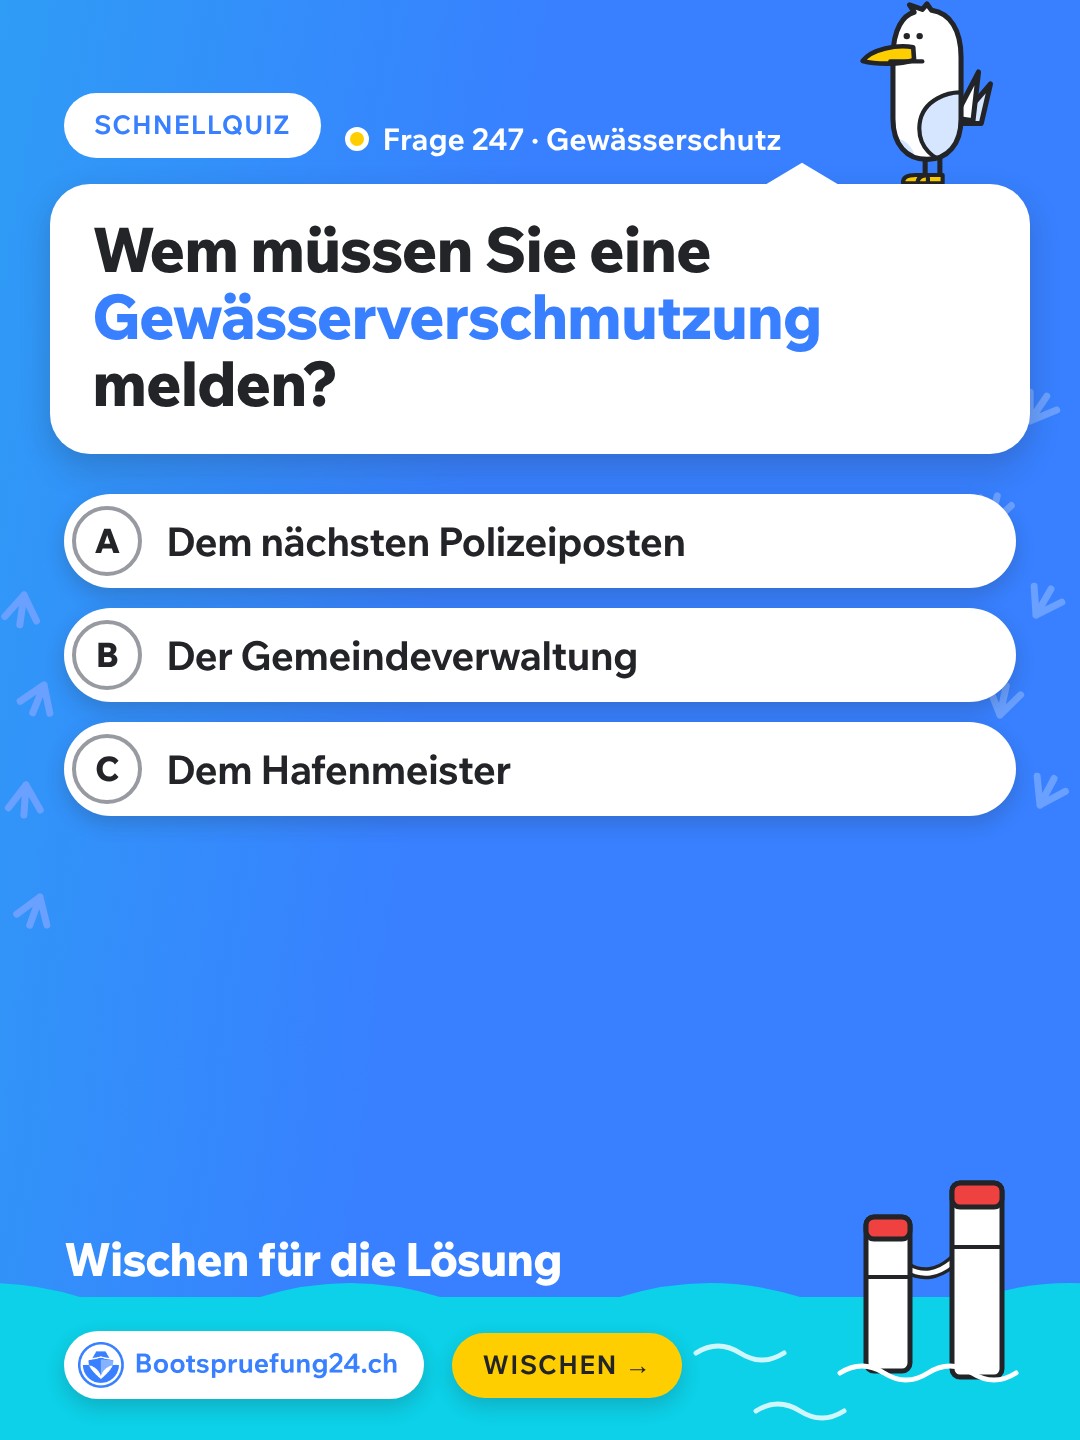 SCHNELLQUIZ
Frage 247 · Gewässerschutz
Wem müssen Sie eine
Gewässerverschmutzung
melden?
A Dem nächsten Polizeiposten
B Der Gemeindeverwaltung
C Dem Hafenmeister
Wischen für die Lösung
Bootspruefung24.ch
WISCHEN →